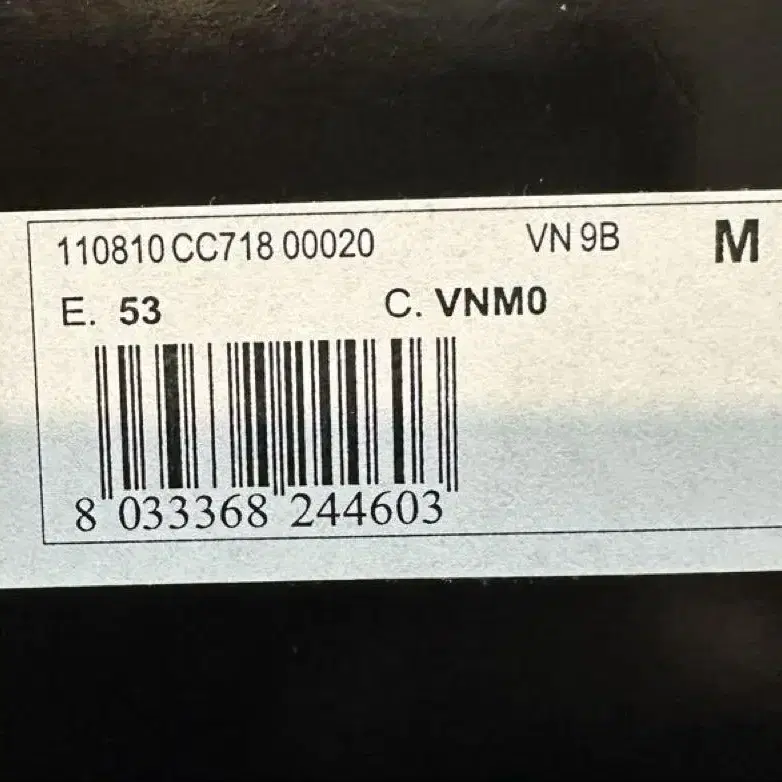 110810 CC718 00020 VN 9B M
E. 53 C. VNM0
8 033368 244603